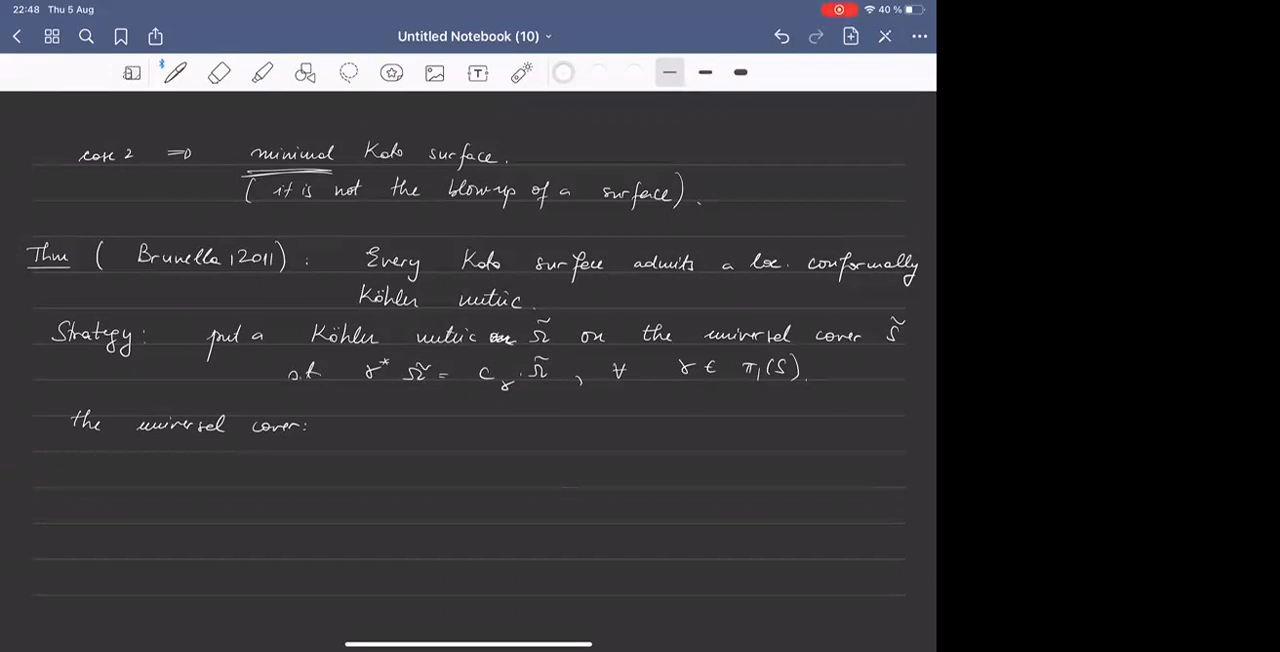 22:48 Thu 5 Aug
40 %
Untitled Notebook (10)
case 2 => minimal Kato surface.
(it is not the blow-up of a surface).
Thm (Brunella, 2011): Every Kato surface admits a loc. conformally
Kähler metric.
Strategy: put a Kähler metric Ω̃ on the universal cover S̃
s.t. γ* Ω̃ = c_γ · Ω̃, ∀ γ ∈ π₁(S).
the universal cover: